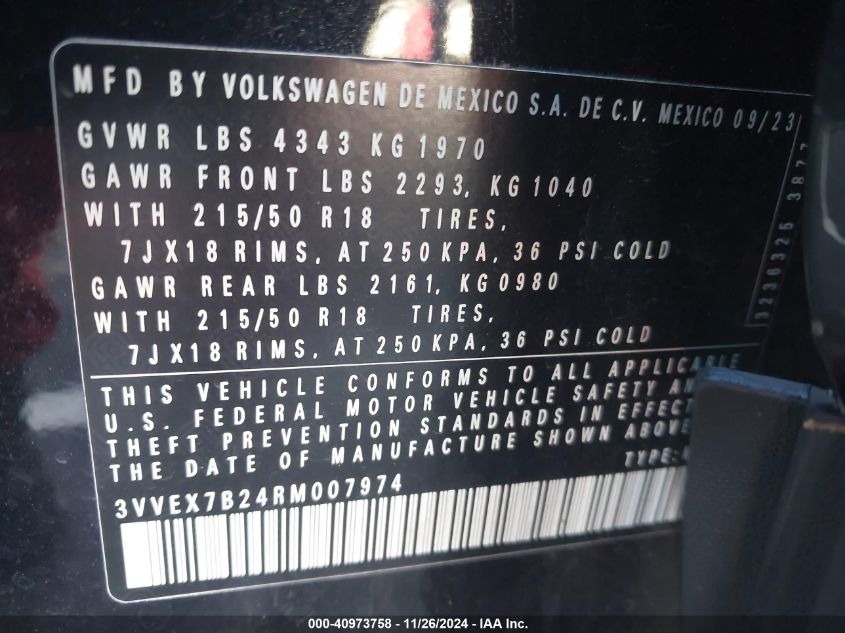 MFD BY VOLKSWAGEN DE MEXICO S.A. DE C.V. MEXICO 09/23
GVWR LBS 4343 KG 1970
GAWR FRONT LBS 2293, KG 1040
WITH 215/50 R18 TIRES,
7JX18 RIMS, AT 250 KPA, 36 PSI COLD
GAWR REAR LBS 2161, KG 0980
WITH 215/50 R18 TIRES,
7JX18 RIMS, AT 250 KPA, 36 PSI COLD
3236325 3877
THIS VEHICLE CONFORMS TO ALL APPLICABLE
U.S. FEDERAL MOTOR VEHICLE SAFETY AN
THEFT PREVENTION STANDARDS IN EFFECT
THE DATE OF MANUFACTURE SHOWN ABOVE
TYPE:
3VVEX7B24RM007974
000-40973758 - 11/26/2024 - IAA Inc.